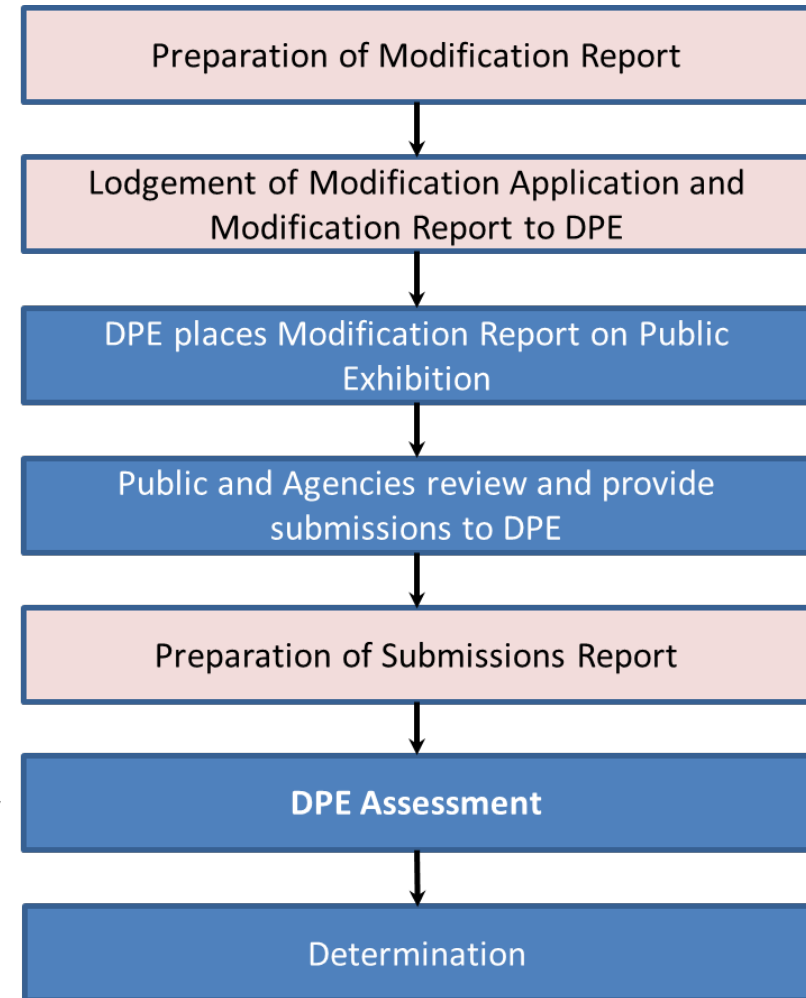 Preparation of Modification Report
Lodgement of Modification Application and
Modification Report to DPE
DPE places Modification Report on Public
Exhibition
Public and Agencies review and provide
submissions to DPE
Preparation of Submissions Report
DPE Assessment
Determination